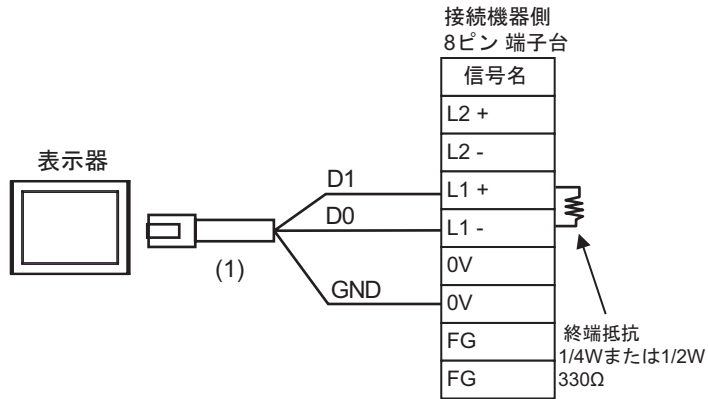 接続機器側
8ピン 端子台
信号名
L2 +
L2 -
L1 +
L1 -
0V
0V
FG
FG
表示器
(1)
D1
D0
GND
終端抵抗
1/4Wまたは1/2W
330Ω